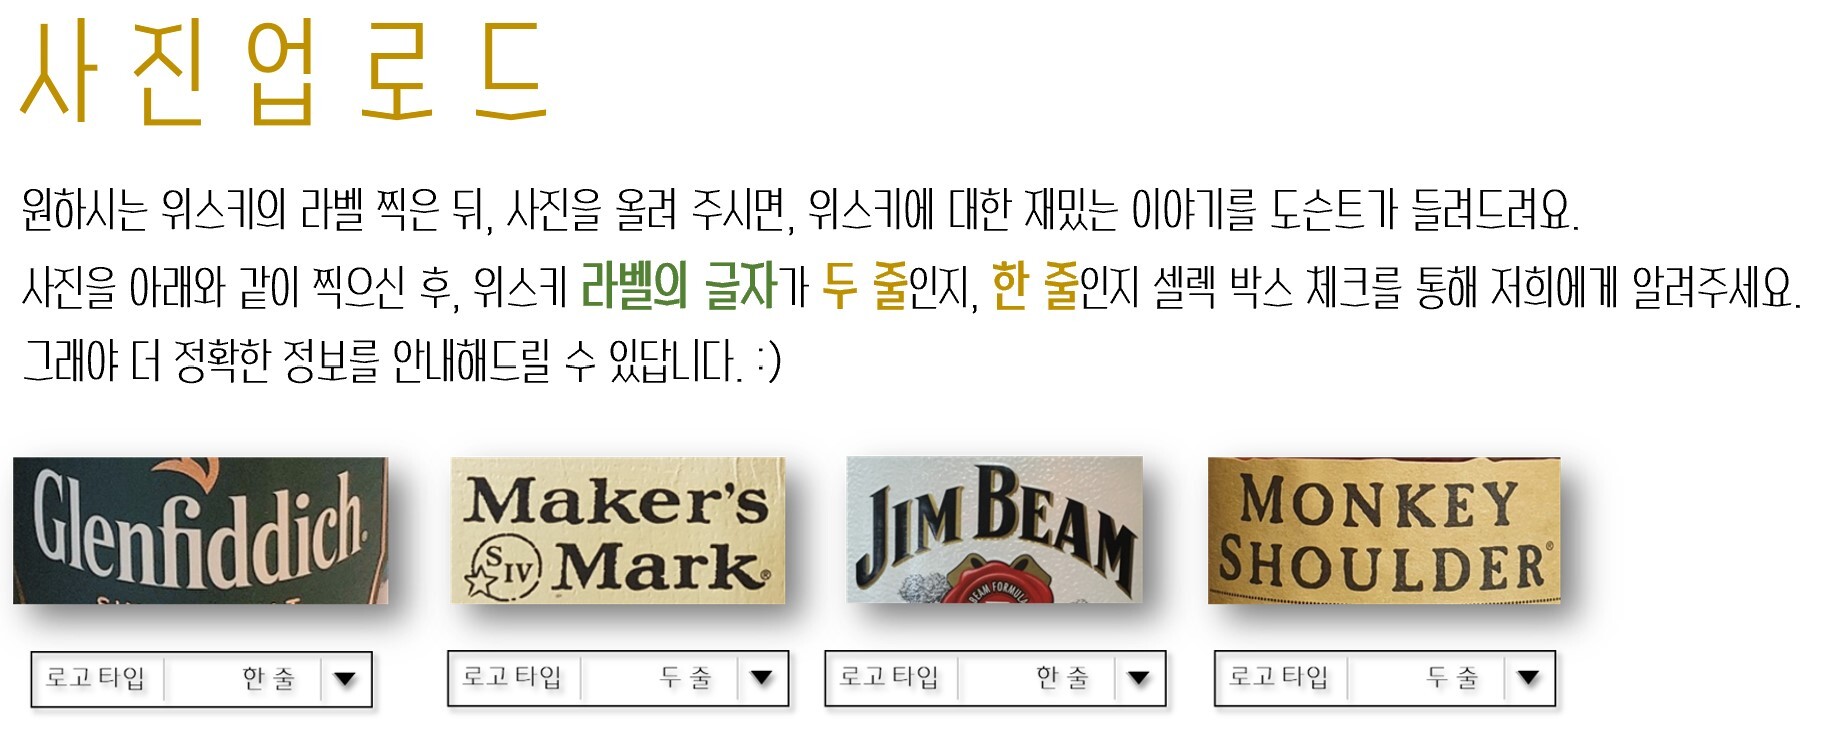 사진업로드
원하시는 위스키의 라벨 찍은 뒤, 사진을 올려 주시면, 위스키에 대한 재밌는 이야기를 도슨트가 들려드려요.
사진을 아래와 같이 찍으신 후, 위스키 라벨의 글자가 두 줄인지, 한 줄인지 셀렉 박스 체크를 통해 저희에게 알려주세요.
그래야 더 정확한 정보를 안내해드릴 수 있답니다. :)
Glenfiddich.
Maker's
SIV Mark®
JIM BEAM
BEAM FORMULA
MONKEY
SHOULDER®
로고 타입 한 줄 ▼
로고 타입 두 줄 ▼
로고 타입 한 줄 ▼
로고 타입 두 줄 ▼